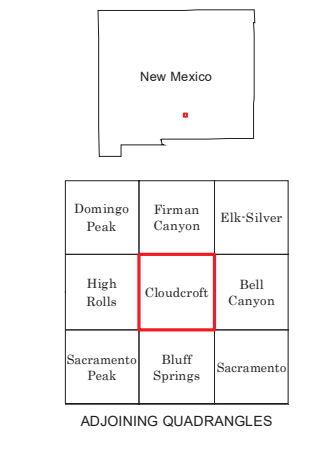 New Mexico
Domingo
Peak
Firman
Canyon
Elk-Silver
High
Rolls
Cloudcroft
Bell
Canyon
Sacramento
Peak
Bluff
Springs
Sacramento
ADJOINING QUADRANGLES